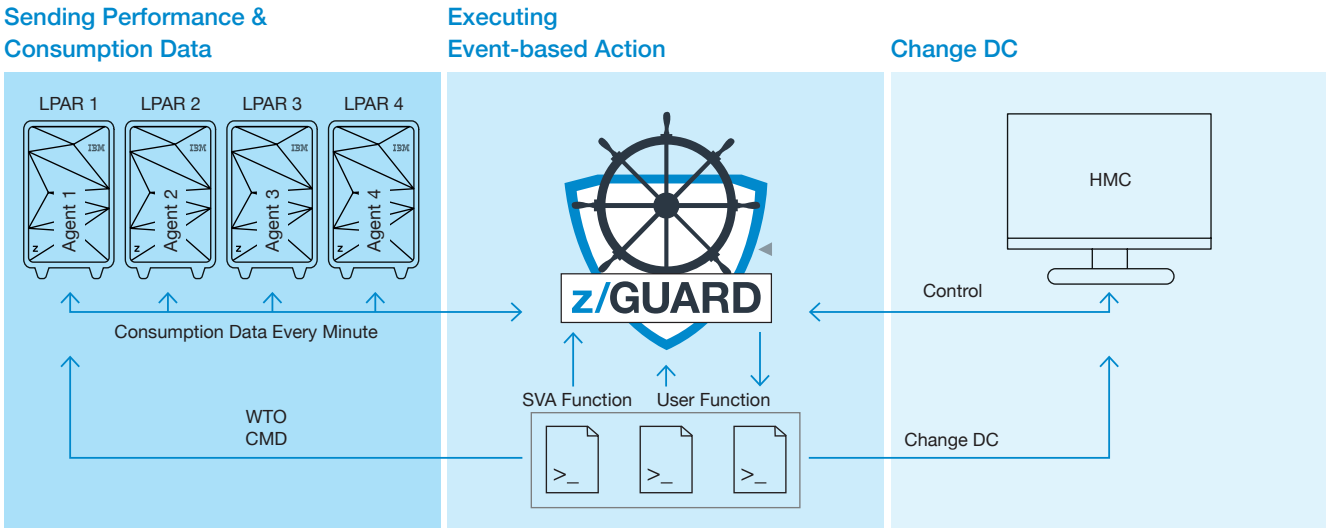 Sending Performance &
Consumption Data
Executing
Event-based Action
Change DC
LPAR 1
LPAR 2
LPAR 3
LPAR 4
IBM
IBM
IBM
IBM
Agent 1
Agent 2
Agent 3
Agent 4
z
z
z
z
HMC
z/GUARD
Control
Consumption Data Every Minute
SVA Function
User Function
WTO
CMD
Change DC
>_
>_
>_